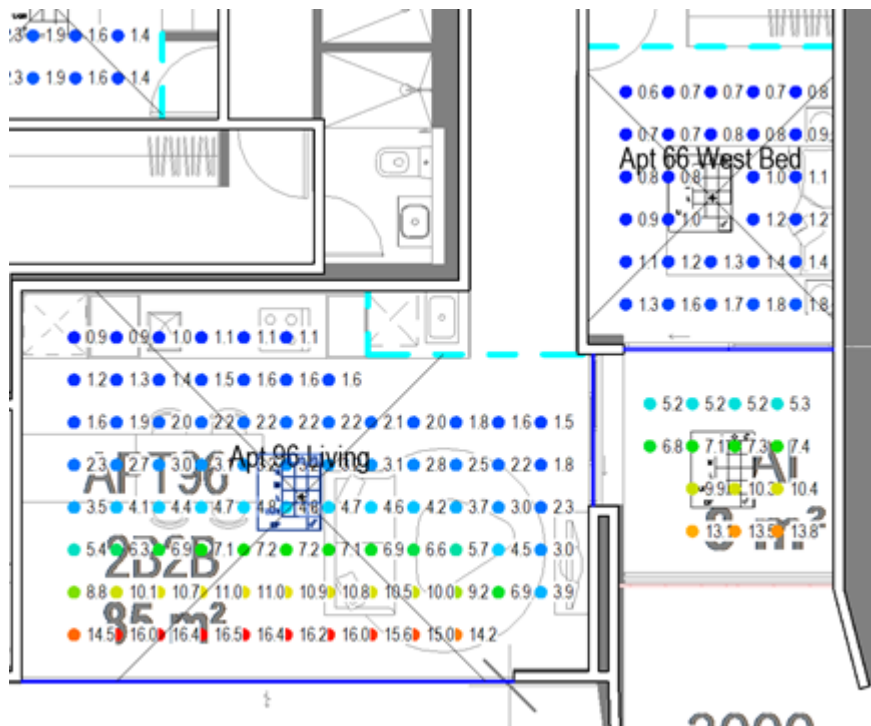 2.3 1.9 1.6 1.4
2.3 1.9 1.6 1.4
0.6 0.7 0.7 0.7 0.8
0.7 0.7 0.8 0.8 0.9
Apt 66 West Bed
0.8 0.8 1.0 1.1
0.9 1.0 1.2 1.2
1.1 1.2 1.3 1.4 1.4
1.3 1.6 1.7 1.8 1.8
0.9 0.9 1.0 1.1 1.1 1.1
1.2 1.3 1.4 1.5 1.6 1.6 1.6
1.6 1.9 2.0 2.2 2.2 2.2 2.2 2.1 2.0 1.8 1.6 1.5
Apt 96 Living
2.3 2.7 3.0 3.1 2.8 2.5 2.2 1.8
APT96
3.5 4.1 4.4 4.7 4.8 4.8 4.7 4.6 4.2 3.7 3.0 2.3
5.4 6.3 6.9 7.1 7.2 7.2 7.1 6.9 6.6 5.7 4.5 3.0
2B2B
8.8 10.1 10.7 11.0 11.0 10.9 10.8 10.5 10.0 9.2 6.9 3.9
85 m²
14.5 16.0 16.4 16.5 16.4 16.2 16.0 15.6 15.0 14.2
5.2 5.2 5.2 5.3
6.8 7.1 7.3 7.4
9.9 10.3 10.4
13.1 13.5 13.8
m²